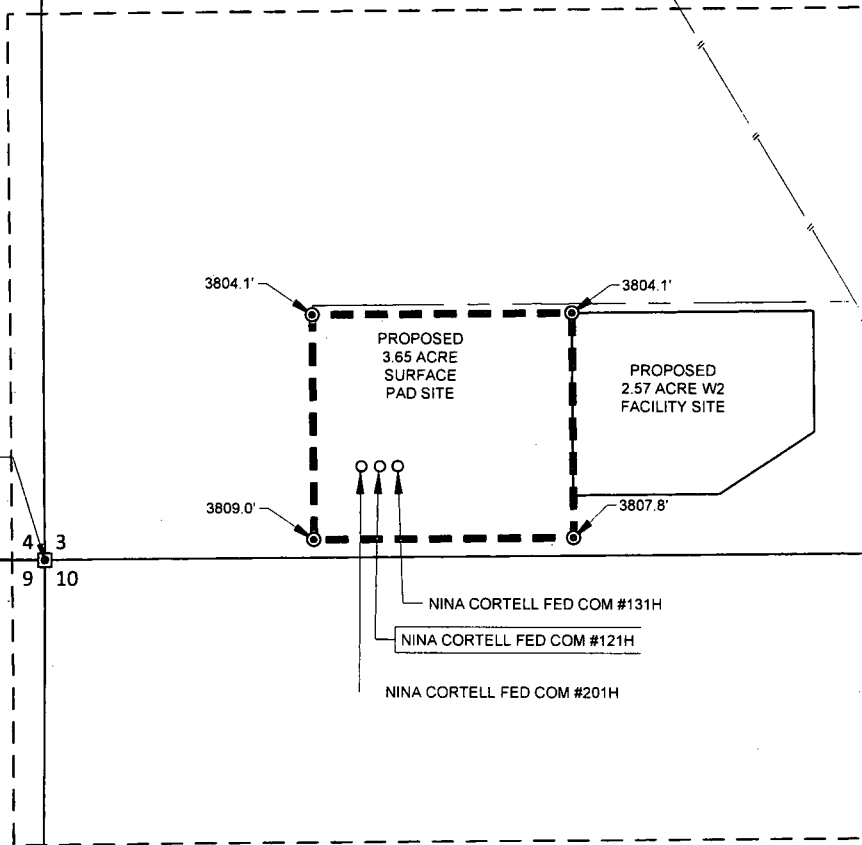 3804.1'
3804.1'
PROPOSED
3.65 ACRE
SURFACE
PAD SITE
PROPOSED
2.57 ACRE W2
FACILITY SITE
3809.0'
3807.8'
4 3
9 10
NINA CORTELL FED COM #131H
NINA CORTELL FED COM #121H
NINA CORTELL FED COM #201H